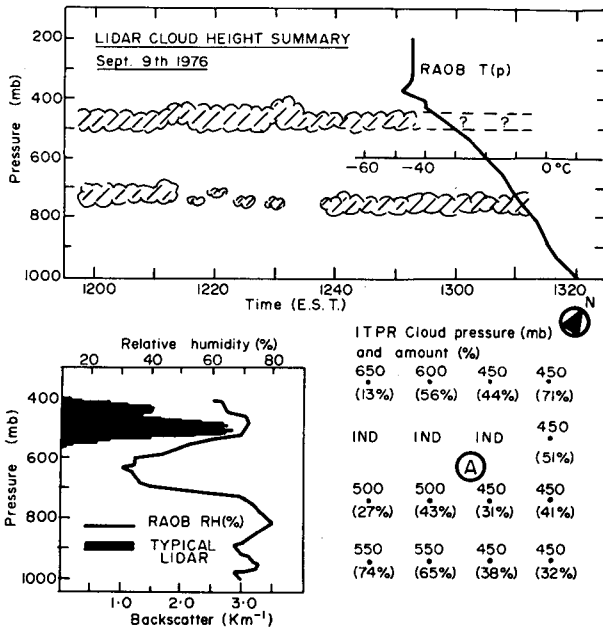 LIDAR CLOUD HEIGHT SUMMARY
Sept. 9th 1976
RAOB T(p)
Pressure (mb)
200
400
600
800
1000
? ?
-60 -40 -20 0 °C
1200 1220 1240 1300 1320
Time (E.S.T.)
N
Relative humidity (%)
20 40 60 80
Pressure (mb)
400
600
800
1000
RAOB RH(%)
TYPICAL
LIDAR
1·0 2·0 3·0
Backscatter (Km⁻¹)
ITPR Cloud pressure (mb)
and amount (%)
650 600 450 450
(13%) (56%) (44%) (71%)
IND IND IND 450
(51%)
A
500 500 450 450
(27%) (43%) (31%) (41%)
550 550 450 450
(74%) (65%) (38%) (32%)